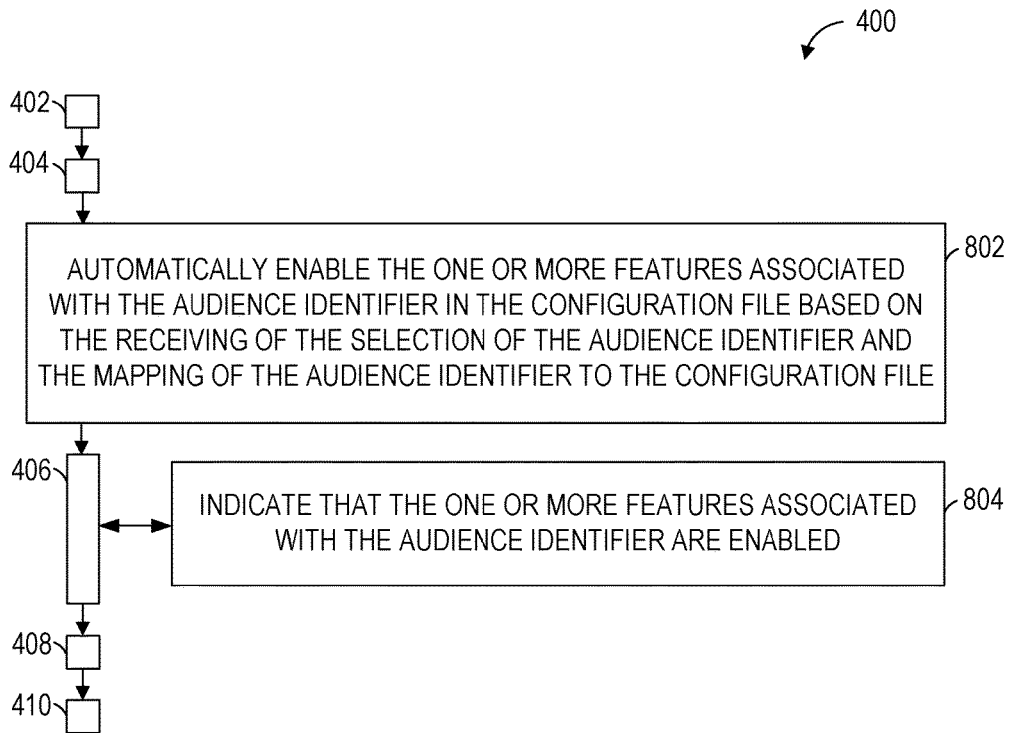 400
402
404
802
AUTOMATICALLY ENABLE THE ONE OR MORE FEATURES ASSOCIATED
WITH THE AUDIENCE IDENTIFIER IN THE CONFIGURATION FILE BASED ON
THE RECEIVING OF THE SELECTION OF THE AUDIENCE IDENTIFIER AND
THE MAPPING OF THE AUDIENCE IDENTIFIER TO THE CONFIGURATION FILE
406
804
INDICATE THAT THE ONE OR MORE FEATURES ASSOCIATED
WITH THE AUDIENCE IDENTIFIER ARE ENABLED
408
410